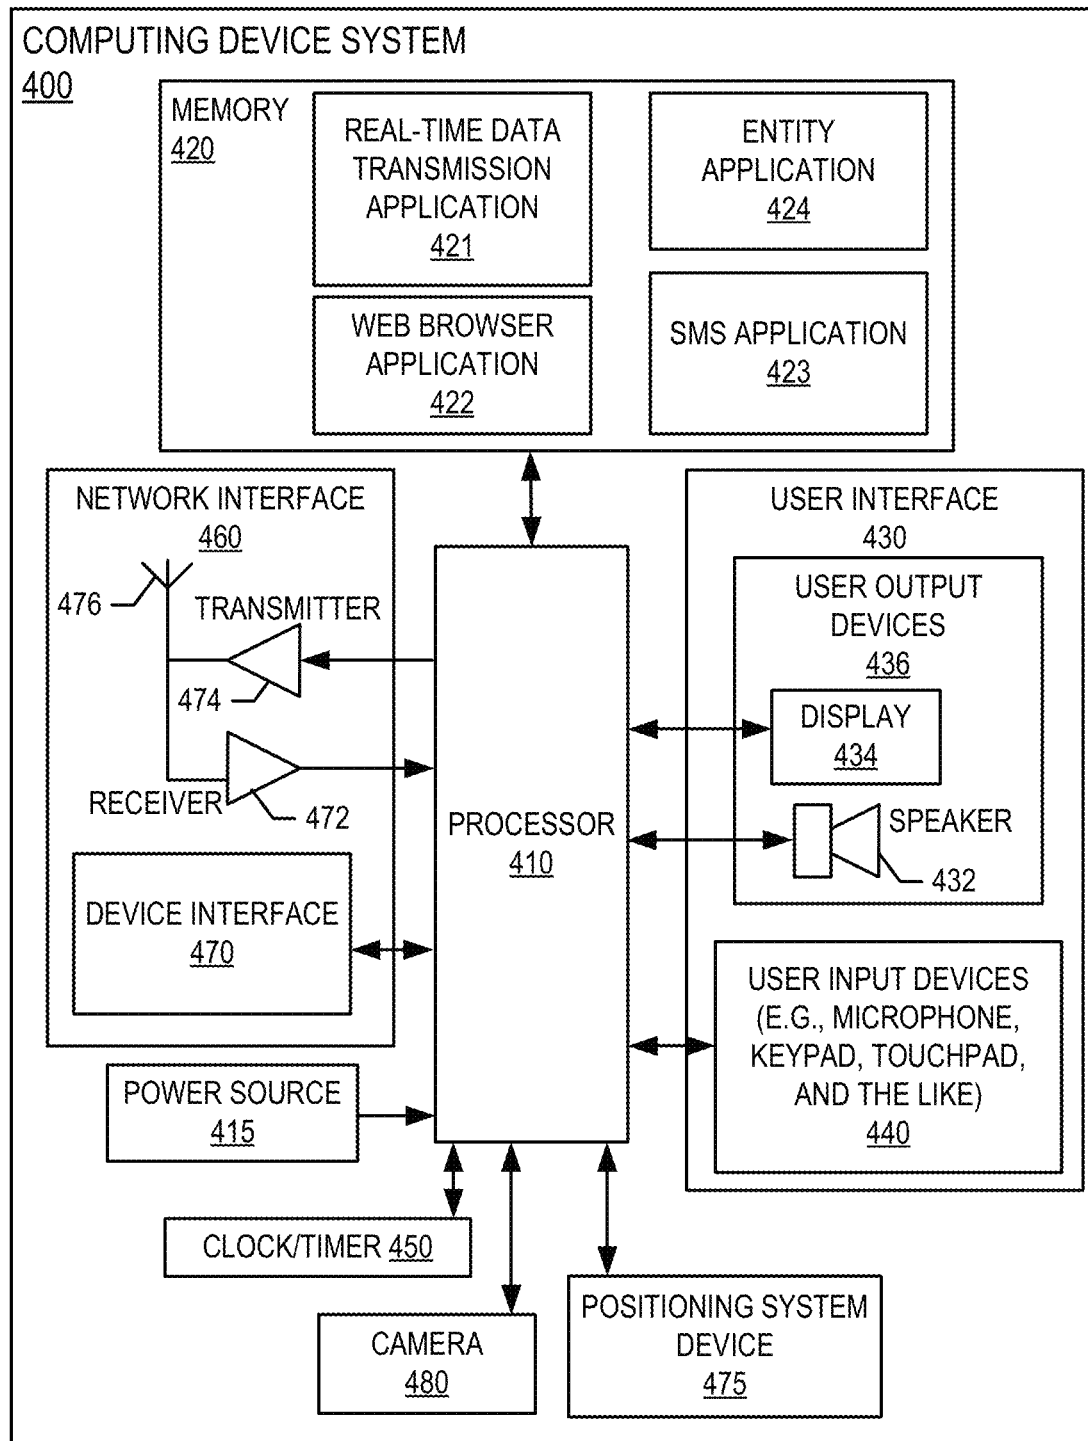 COMPUTING DEVICE SYSTEM
400
MEMORY
420
REAL-TIME DATA
TRANSMISSION
APPLICATION
421
ENTITY
APPLICATION
424
WEB BROWSER
APPLICATION
422
SMS APPLICATION
423
NETWORK INTERFACE
460
476
TRANSMITTER
474
RECEIVER
472
DEVICE INTERFACE
470
POWER SOURCE
415
PROCESSOR
410
USER INTERFACE
430
USER OUTPUT
DEVICES
436
DISPLAY
434
SPEAKER
432
USER INPUT DEVICES
(E.G., MICROPHONE,
KEYPAD, TOUCHPAD,
AND THE LIKE)
440
CLOCK/TIMER 450
CAMERA
480
POSITIONING SYSTEM
DEVICE
475